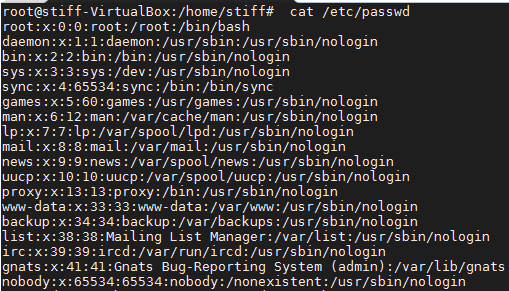 root@stiff-VirtualBox:/home/stiff#  cat /etc/passwd
root:x:0:0:root:/root:/bin/bash
daemon:x:1:1:daemon:/usr/sbin:/usr/sbin/nologin
bin:x:2:2:bin:/bin:/usr/sbin/nologin
sys:x:3:3:sys:/dev:/usr/sbin/nologin
sync:x:4:65534:sync:/bin:/bin/sync
games:x:5:60:games:/usr/games:/usr/sbin/nologin
man:x:6:12:man:/var/cache/man:/usr/sbin/nologin
lp:x:7:7:lp:/var/spool/lpd:/usr/sbin/nologin
mail:x:8:8:mail:/var/mail:/usr/sbin/nologin
news:x:9:9:news:/var/spool/news:/usr/sbin/nologin
uucp:x:10:10:uucp:/var/spool/uucp:/usr/sbin/nologin
proxy:x:13:13:proxy:/bin:/usr/sbin/nologin
www-data:x:33:33:www-data:/var/www:/usr/sbin/nologin
backup:x:34:34:backup:/var/backups:/usr/sbin/nologin
list:x:38:38:Mailing List Manager:/var/list:/usr/sbin/nologin
irc:x:39:39:ircd:/var/run/ircd:/usr/sbin/nologin
gnats:x:41:41:Gnats Bug-Reporting System (admin):/var/lib/gnats
nobody:x:65534:65534:nobody:/nonexistent:/usr/sbin/nologin